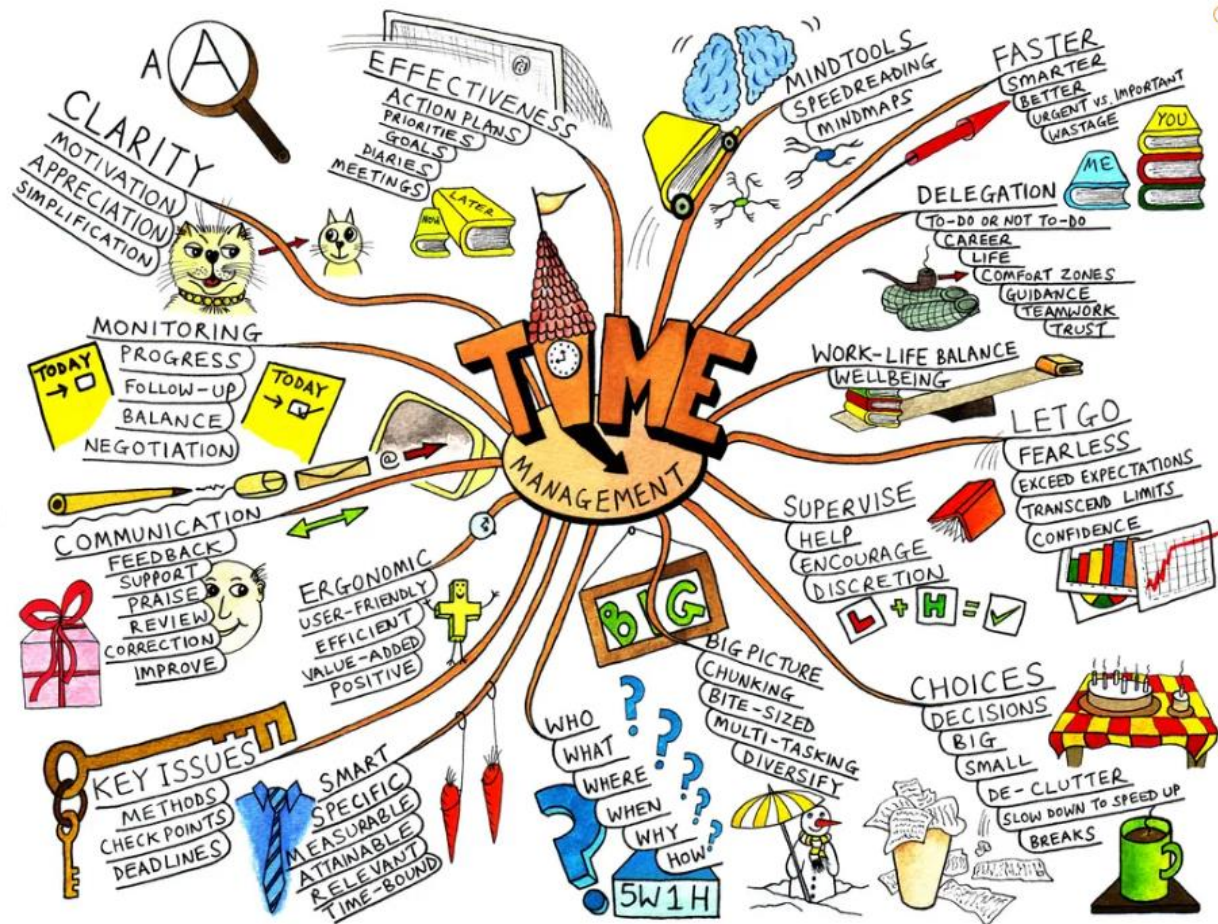 TIME
MANAGEMENT
A A
CLARITY
MOTIVATION
APPRECIATION
SIMPLIFICATION
EFFECTIVENESS
ACTION PLANS
PRIORITIES
GOALS
DIARIES
MEETINGS
NOW
LATER
MINDTOOLS
SPEEDREADING
MINDMAPS
FASTER
SMARTER
BETTER
URGENT VS. IMPORTANT
WASTAGE
YOU
ME
DELEGATION
TO-DO OR NOT TO-DO
CAREER
LIFE
COMFORT ZONES
GUIDANCE
TEAMWORK
TRUST
WORK-LIFE BALANCE
WELLBEING
LET GO
FEARLESS
EXCEED EXPECTATIONS
TRANSCEND LIMITS
CONFIDENCE
SUPERVISE
HELP
ENCOURAGE
DISCRETION
L + H = ✓
CHOICES
DECISIONS
BIG
SMALL
DE-CLUTTER
SLOW DOWN TO SPEED UP
BREAKS
BIG
BIG PICTURE
CHUNKING
BITE-SIZED
MULTI-TASKING
DIVERSIFY
WHO
WHAT
WHERE
WHEN
WHY
HOW
? ? ? ? ? ? ?
5W1H
SMART
SPECIFIC
MEASURABLE
ATTAINABLE
RELEVANT
TIME-BOUND
KEY ISSUES
METHODS
CHECKPOINTS
DEADLINES
ERGONOMIC
USER-FRIENDLY
EFFICIENT
VALUE-ADDED
POSITIVE
COMMUNICATION
FEEDBACK
SUPPORT
PRAISE
REVIEW
CORRECTION
IMPROVE
@
MONITORING
PROGRESS
FOLLOW-UP
BALANCE
NEGOTIATION
TODAY
→ ☐
TODAY
→ ☑